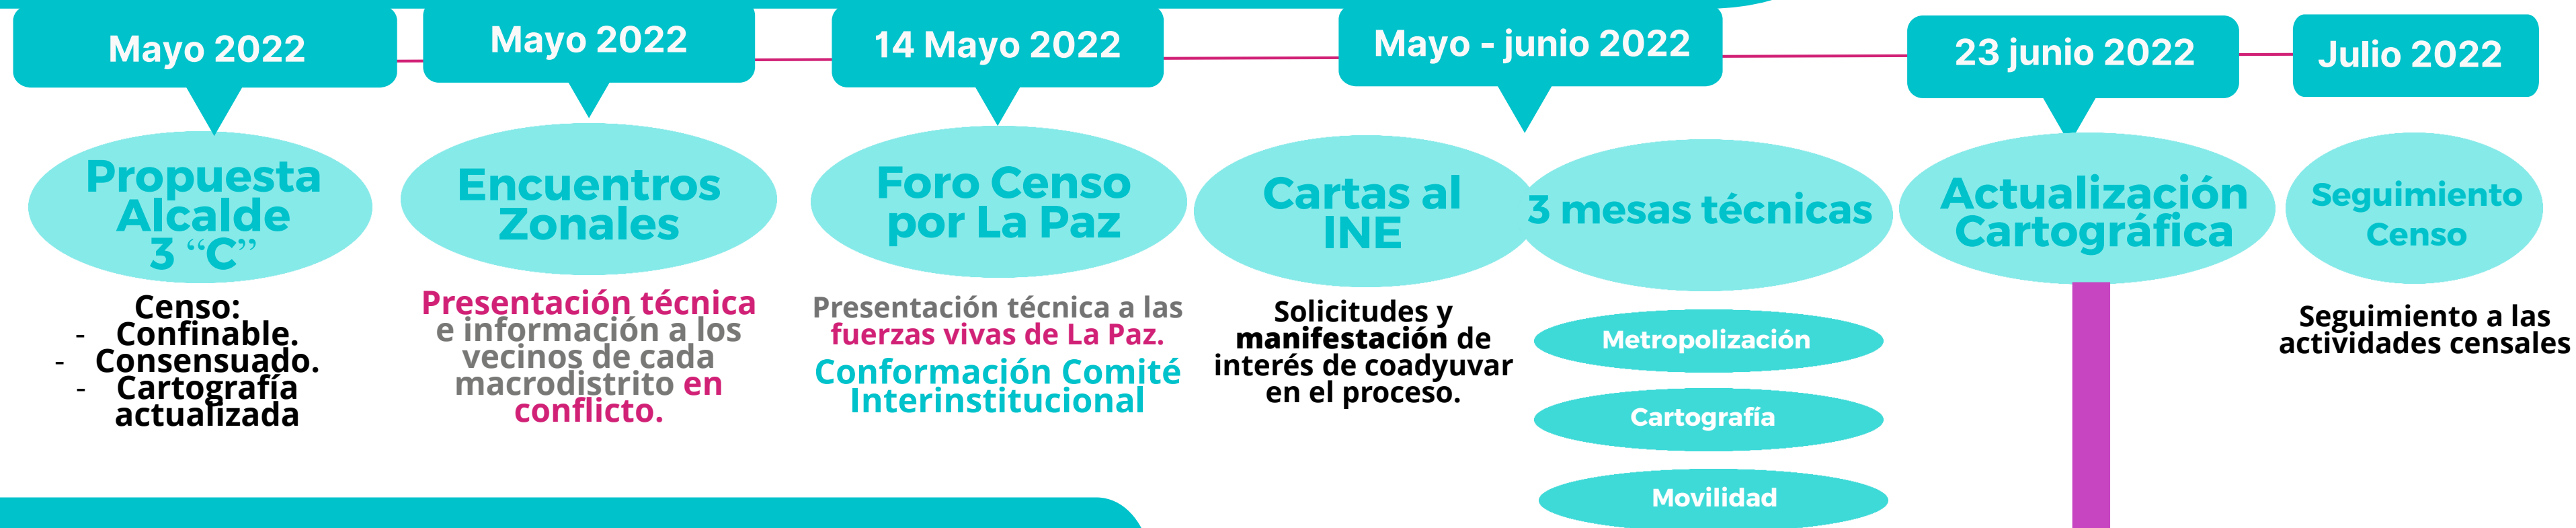 Mayo 2022
Propuesta
Alcalde
3 “C”
Censo:
- Confinable.
- Consensuado.
- Cartografía
actualizada
Mayo 2022
Encuentros
Zonales
Presentación técnica
e información a los
vecinos de cada
macrodistrito en
conflicto.
14 Mayo 2022
Foro Censo
por La Paz
Presentación técnica a las
fuerzas vivas de La Paz.
Conformación Comité
Interinstitucional
Mayo - junio 2022
Cartas al
INE
Solicitudes y
manifestación de
interés de coadyuvar
en el proceso.
3 mesas técnicas
Metropolización
Cartografía
Movilidad
23 junio 2022
Actualización
Cartográfica
Julio 2022
Seguimiento
Censo
Seguimiento a las
actividades censales